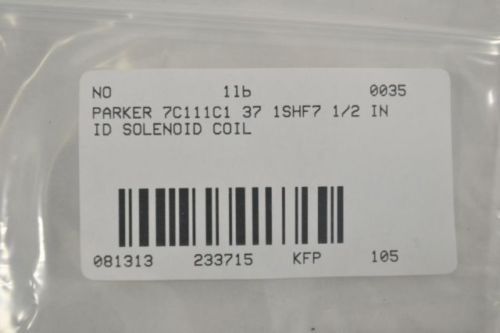 NO 11b 0035
PARKER 7C111C1 37 1SHF7 1/2 IN
ID SOLENOID COIL
081313 233715 KFP 105